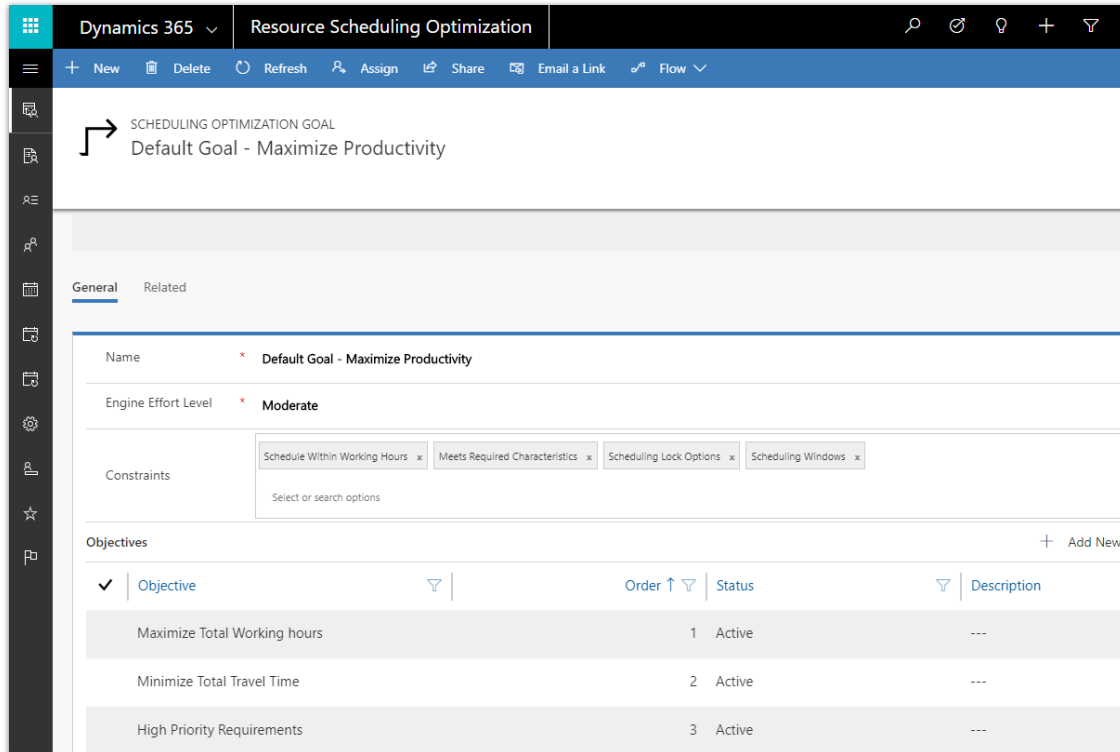 Dynamics 365 Resource Scheduling Optimization
New Delete Refresh Assign Share Email a Link Flow
SCHEDULING OPTIMIZATION GOAL
Default Goal - Maximize Productivity
General Related
Name * Default Goal - Maximize Productivity
Engine Effort Level * Moderate
Constraints
Schedule Within Working Hours x Meets Required Characteristics x Scheduling Lock Options x Scheduling Windows x
Select or search options
Objectives + Add New
Objective Order ↑ Status Description
Maximize Total Working hours 1 Active ---
Minimize Total Travel Time 2 Active ---
High Priority Requirements 3 Active ---